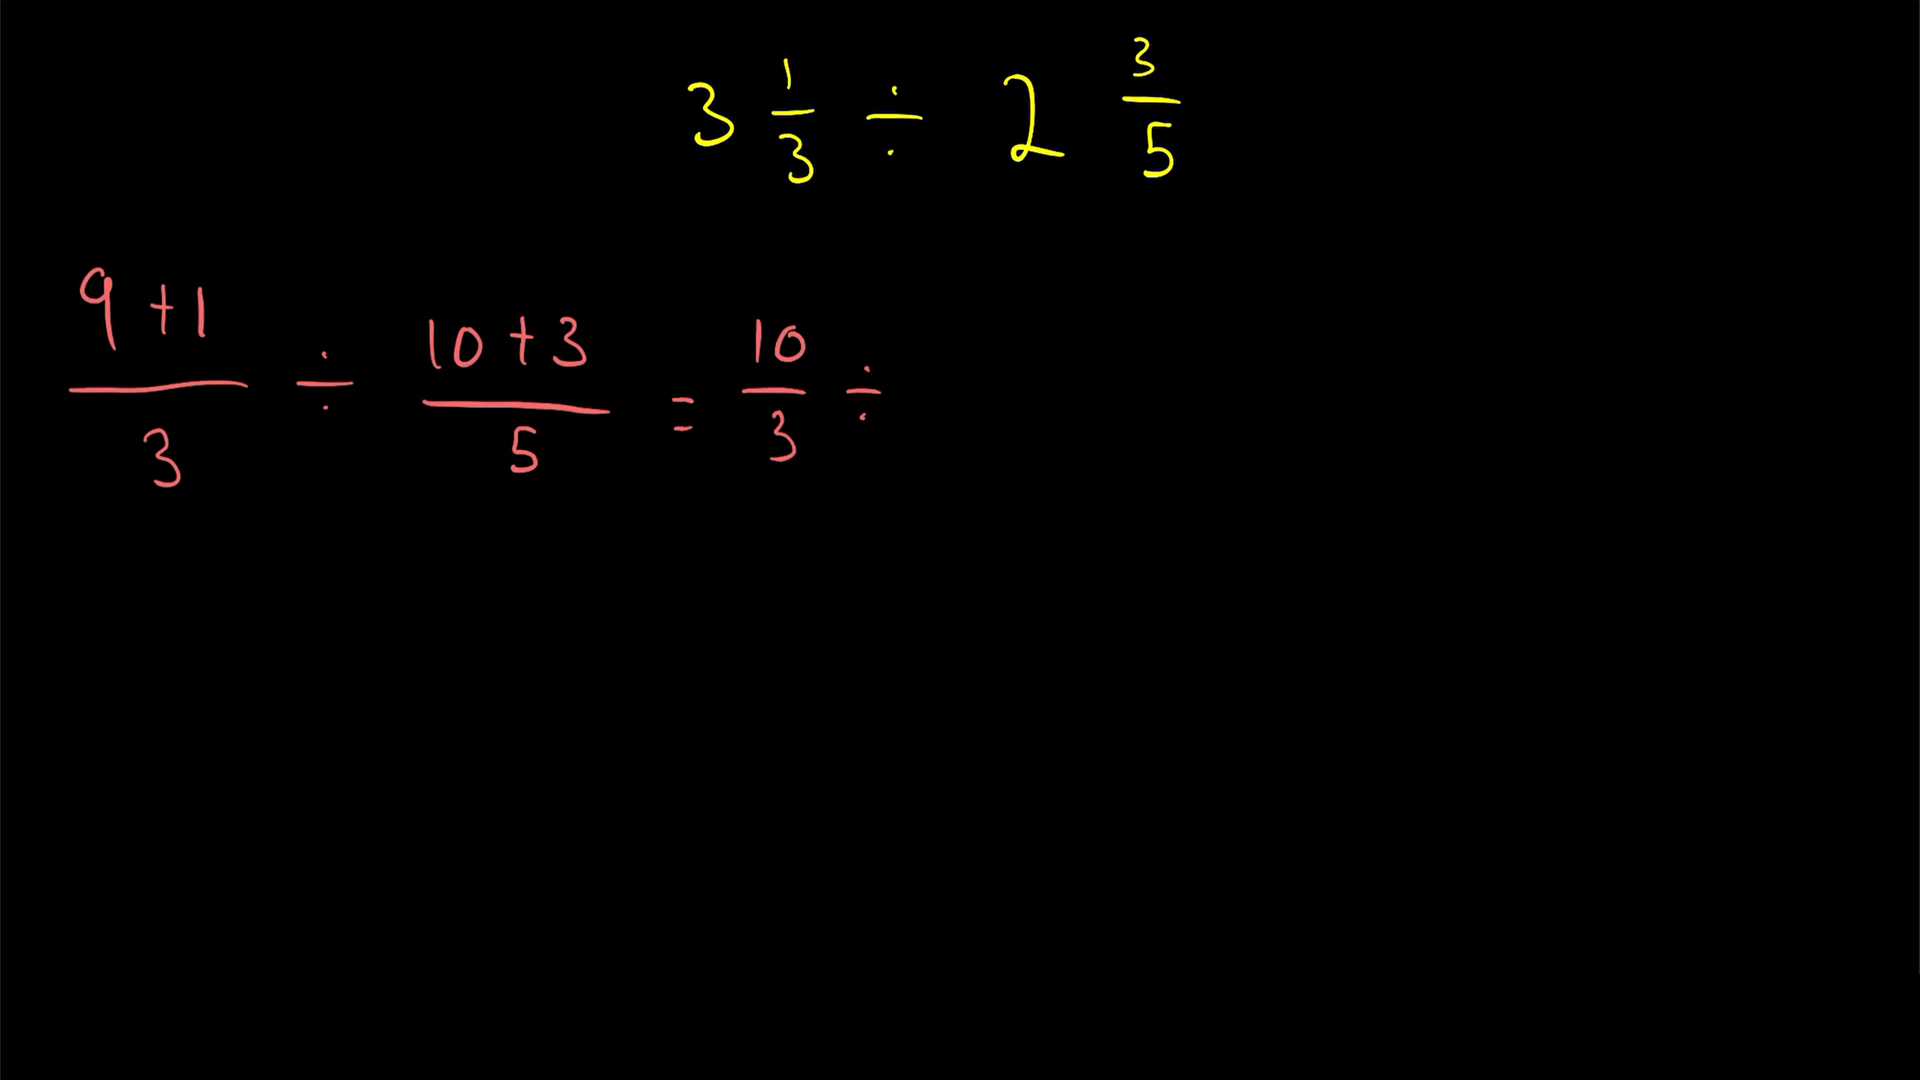 3 1/3 ÷ 2 3/5
9+1/3 ÷ 10+3/5 = 10/3 ÷